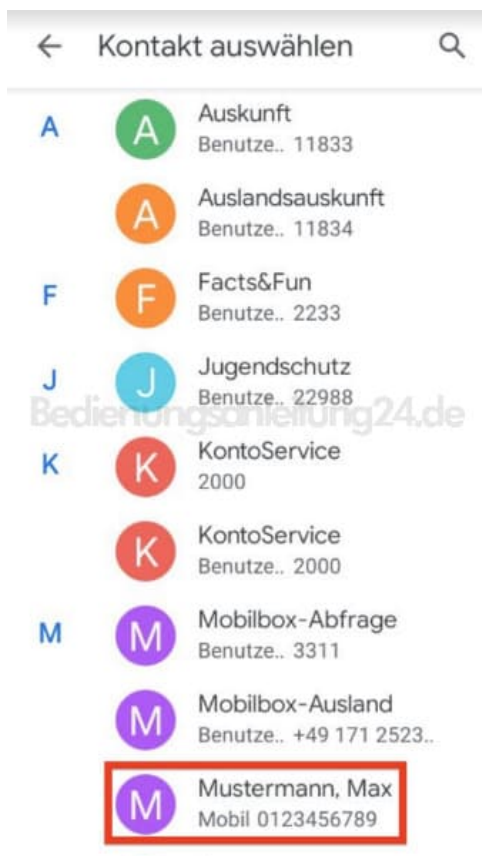 Kontakt auswählen
A
A
Auskunft
Benutze.. 11833
A
Auslandsauskunft
Benutze.. 11834
F
F
Facts&Fun
Benutze.. 2233
J
J
Jugendschutz
Benutze.. 22988
Bedienungsanleitung24.de
K
K
KontoService
2000
K
KontoService
Benutze.. 2000
M
M
Mobilbox-Abfrage
Benutze.. 3311
M
Mobilbox-Ausland
Benutze.. +49 171 2523..
M
Mustermann, Max
Mobil 0123456789